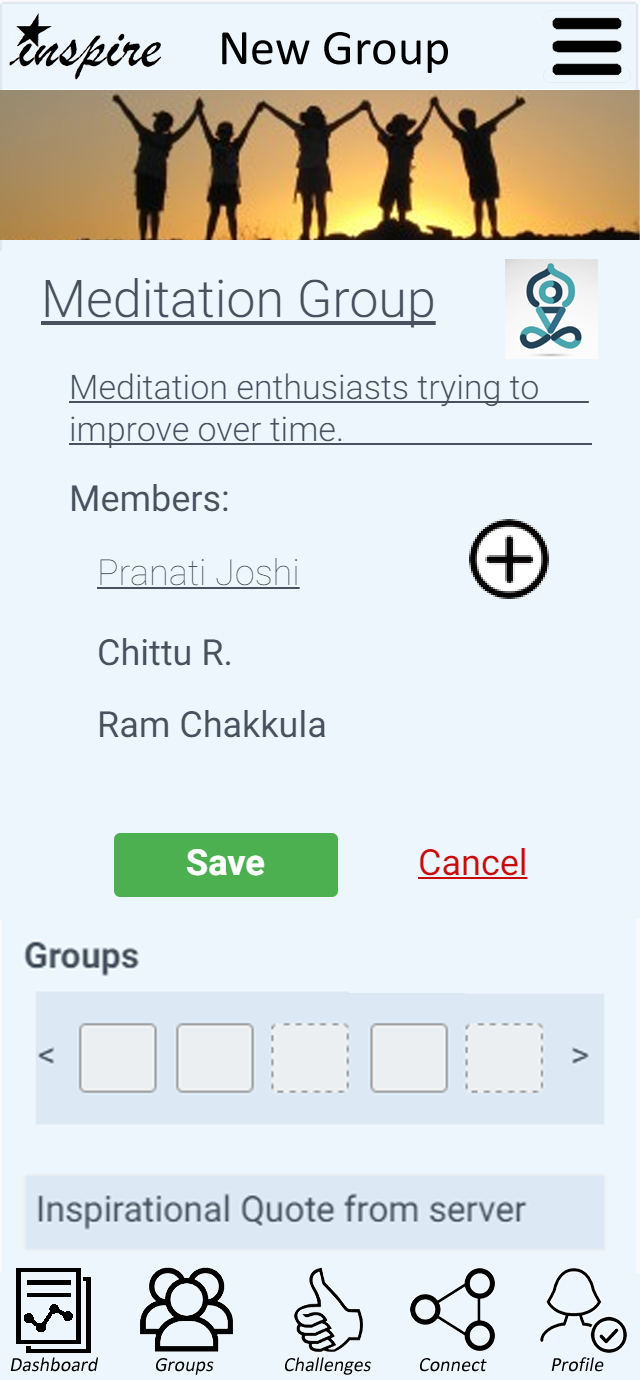 inspire
New Group
Meditation Group
Meditation enthusiasts trying to
improve over time.
Members:
Pranati Joshi
Chittu R.
Ram Chakkula
Save
Cancel
Groups
< >
Inspirational Quote from server
Dashboard
Groups
Challenges
Connect
Profile